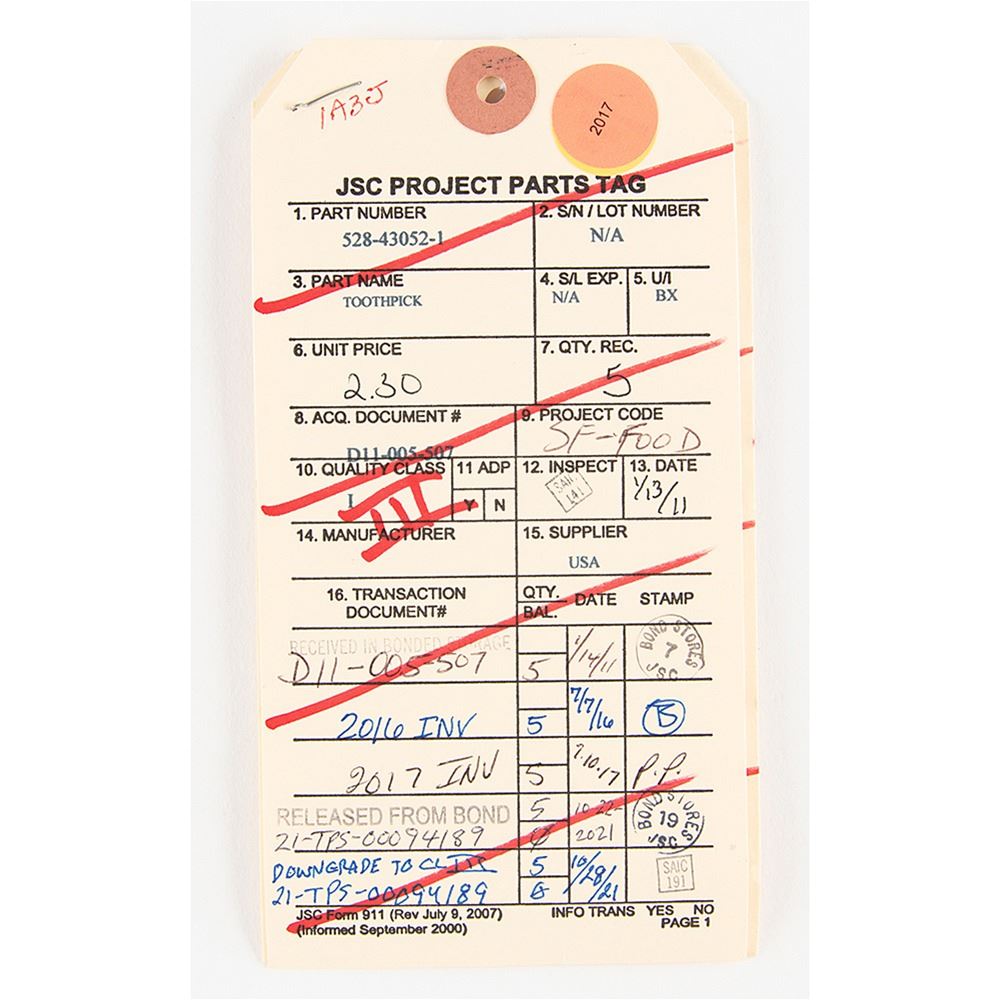 1A3J
2017
JSC PROJECT PARTS TAG
1. PART NUMBER 2. S/N / LOT NUMBER
528-43052-1 N/A
3. PART NAME 4. S/L EXP. 5. U/I
TOOTHPICK N/A BX
6. UNIT PRICE 7. QTY. REC.
2.30 5
8. ACQ. DOCUMENT # 9. PROJECT CODE
D11-005-507 SF-FOOD
10. QUALITY CLASS 11 ADP 12. INSPECT 13. DATE
I III Y N 1/13/11
14. MANUFACTURER 15. SUPPLIER
USA
16. TRANSACTION DOCUMENT# QTY. BAL. DATE STAMP
RECEIVED IN BONDED STORAGE
D11-005-507 5 1/14/11 BOND STORES 7 JSC
2016 INV 5 7/7/16 B
2017 INV 5 7.10.17 P.P.
RELEASED FROM BOND 5 10-22-
21-TPS-00094189 Ø 2021 BOND STORES 19 JSC
DOWNGRADE TO CL III 5 10/28/21 SAIC
21-TPS-00094189 Ø 191
JSC Form 911 (Rev July 9, 2007) INFO TRANS YES NO
(Informed September 2000) PAGE 1